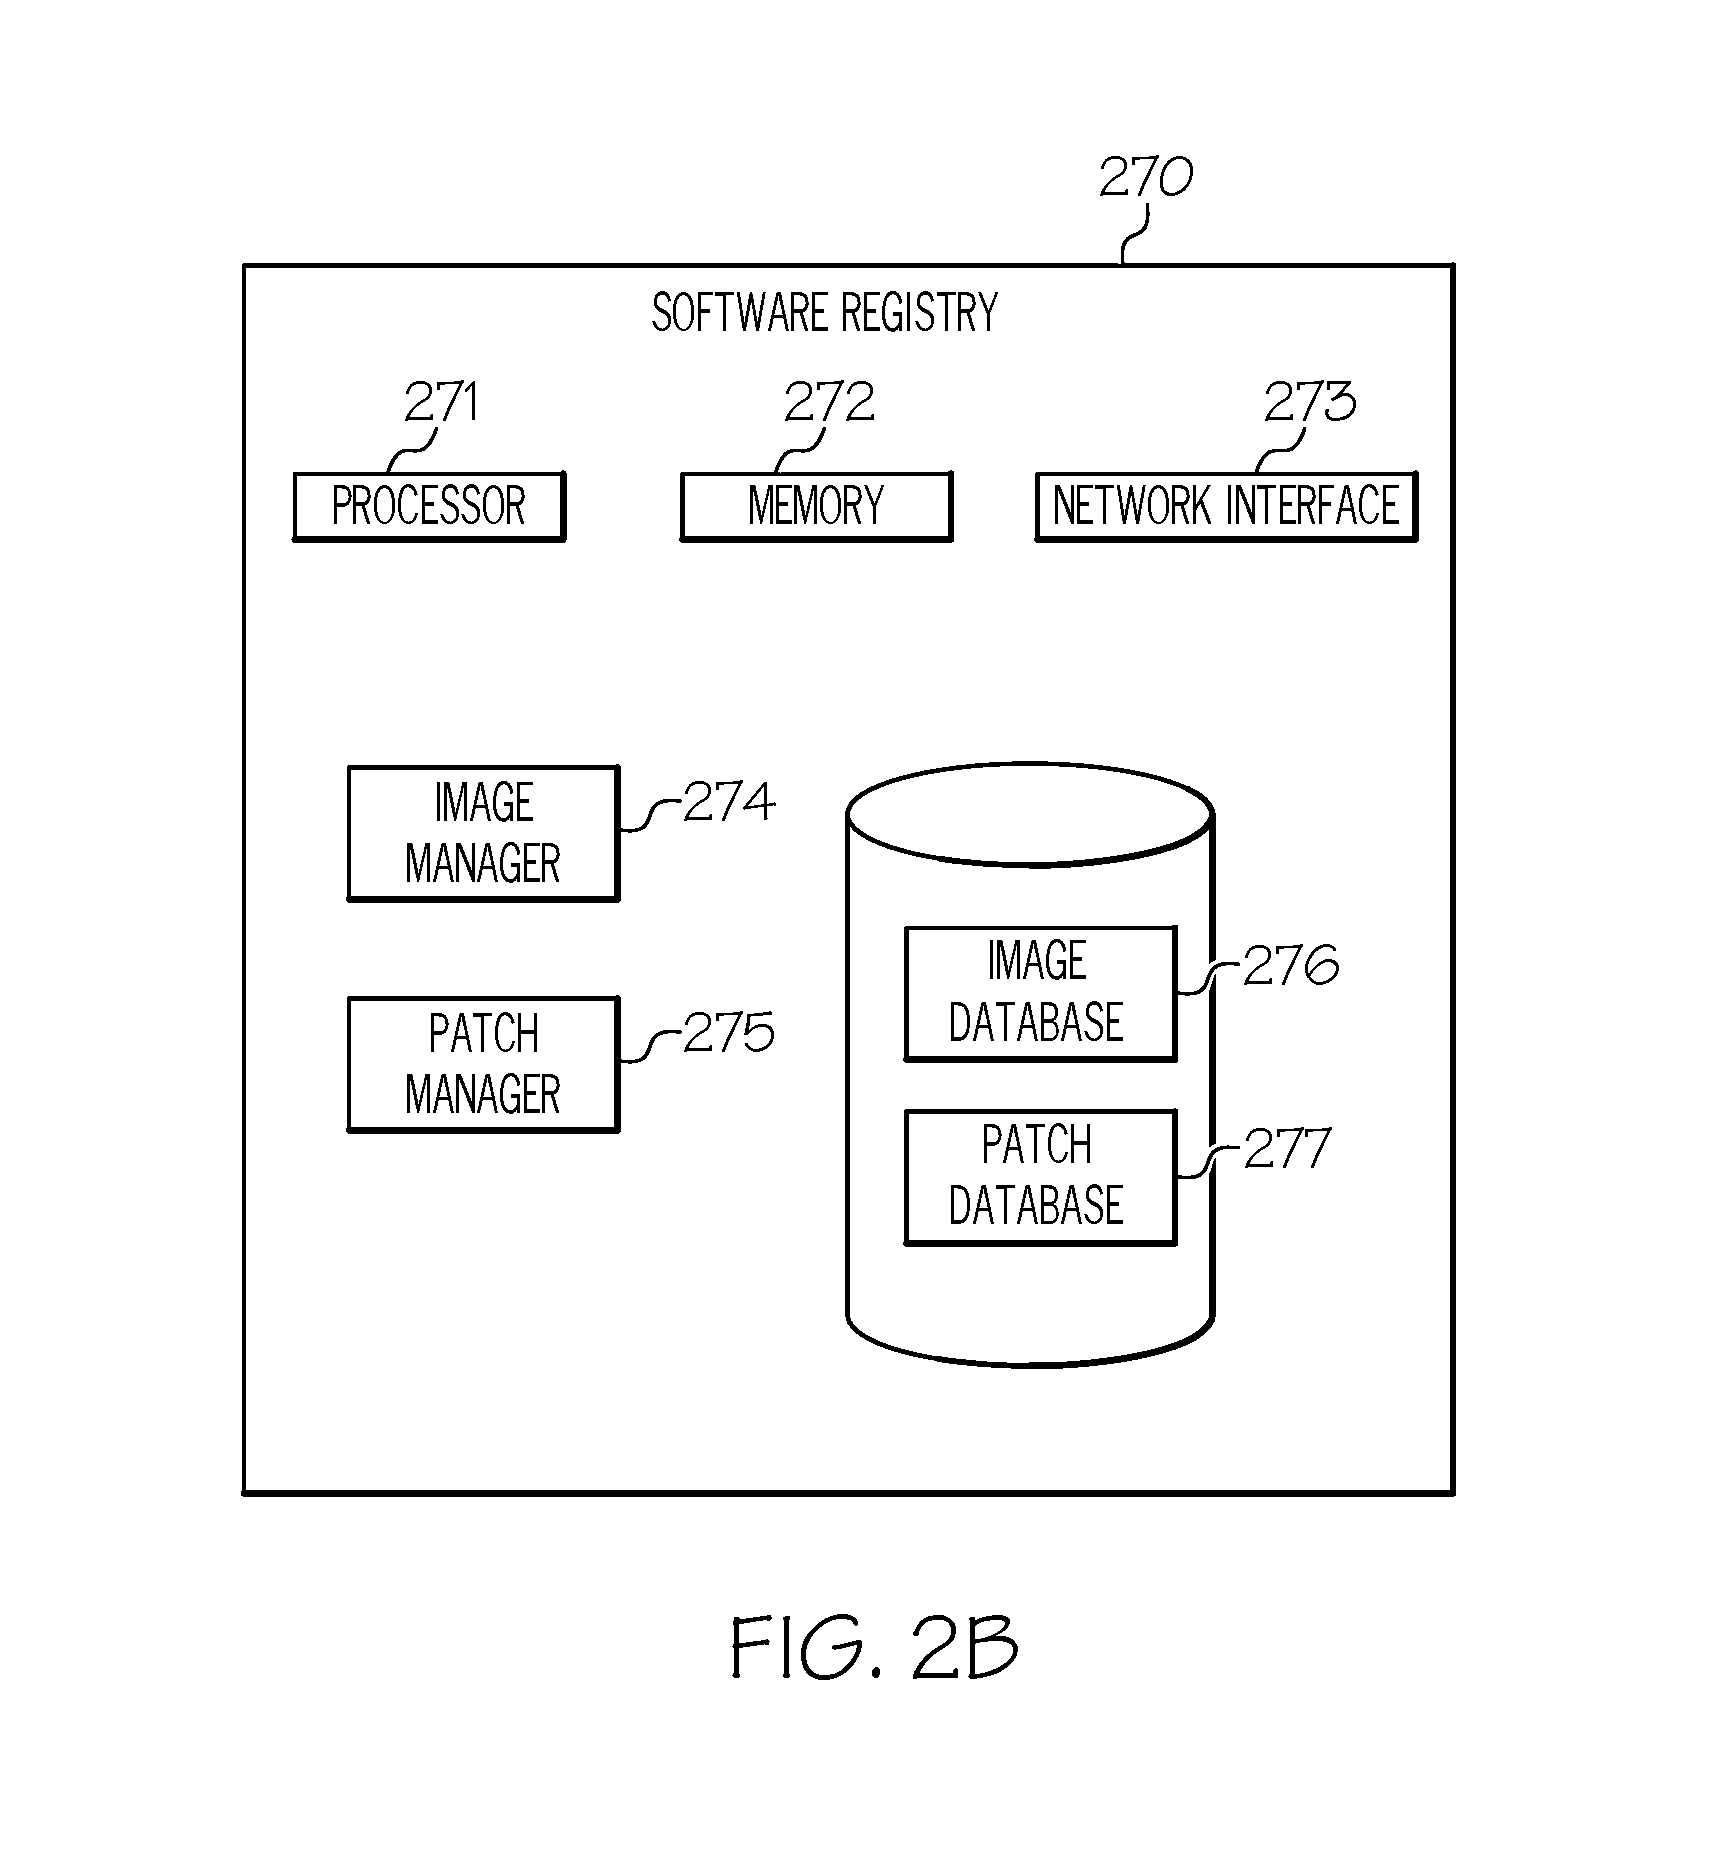 270
SOFTWARE REGISTRY
271
272
273
PROCESSOR
MEMORY
NETWORK INTERFACE
IMAGE
MANAGER
274
PATCH
MANAGER
275
IMAGE
DATABASE
276
PATCH
DATABASE
277
FIG. 2B